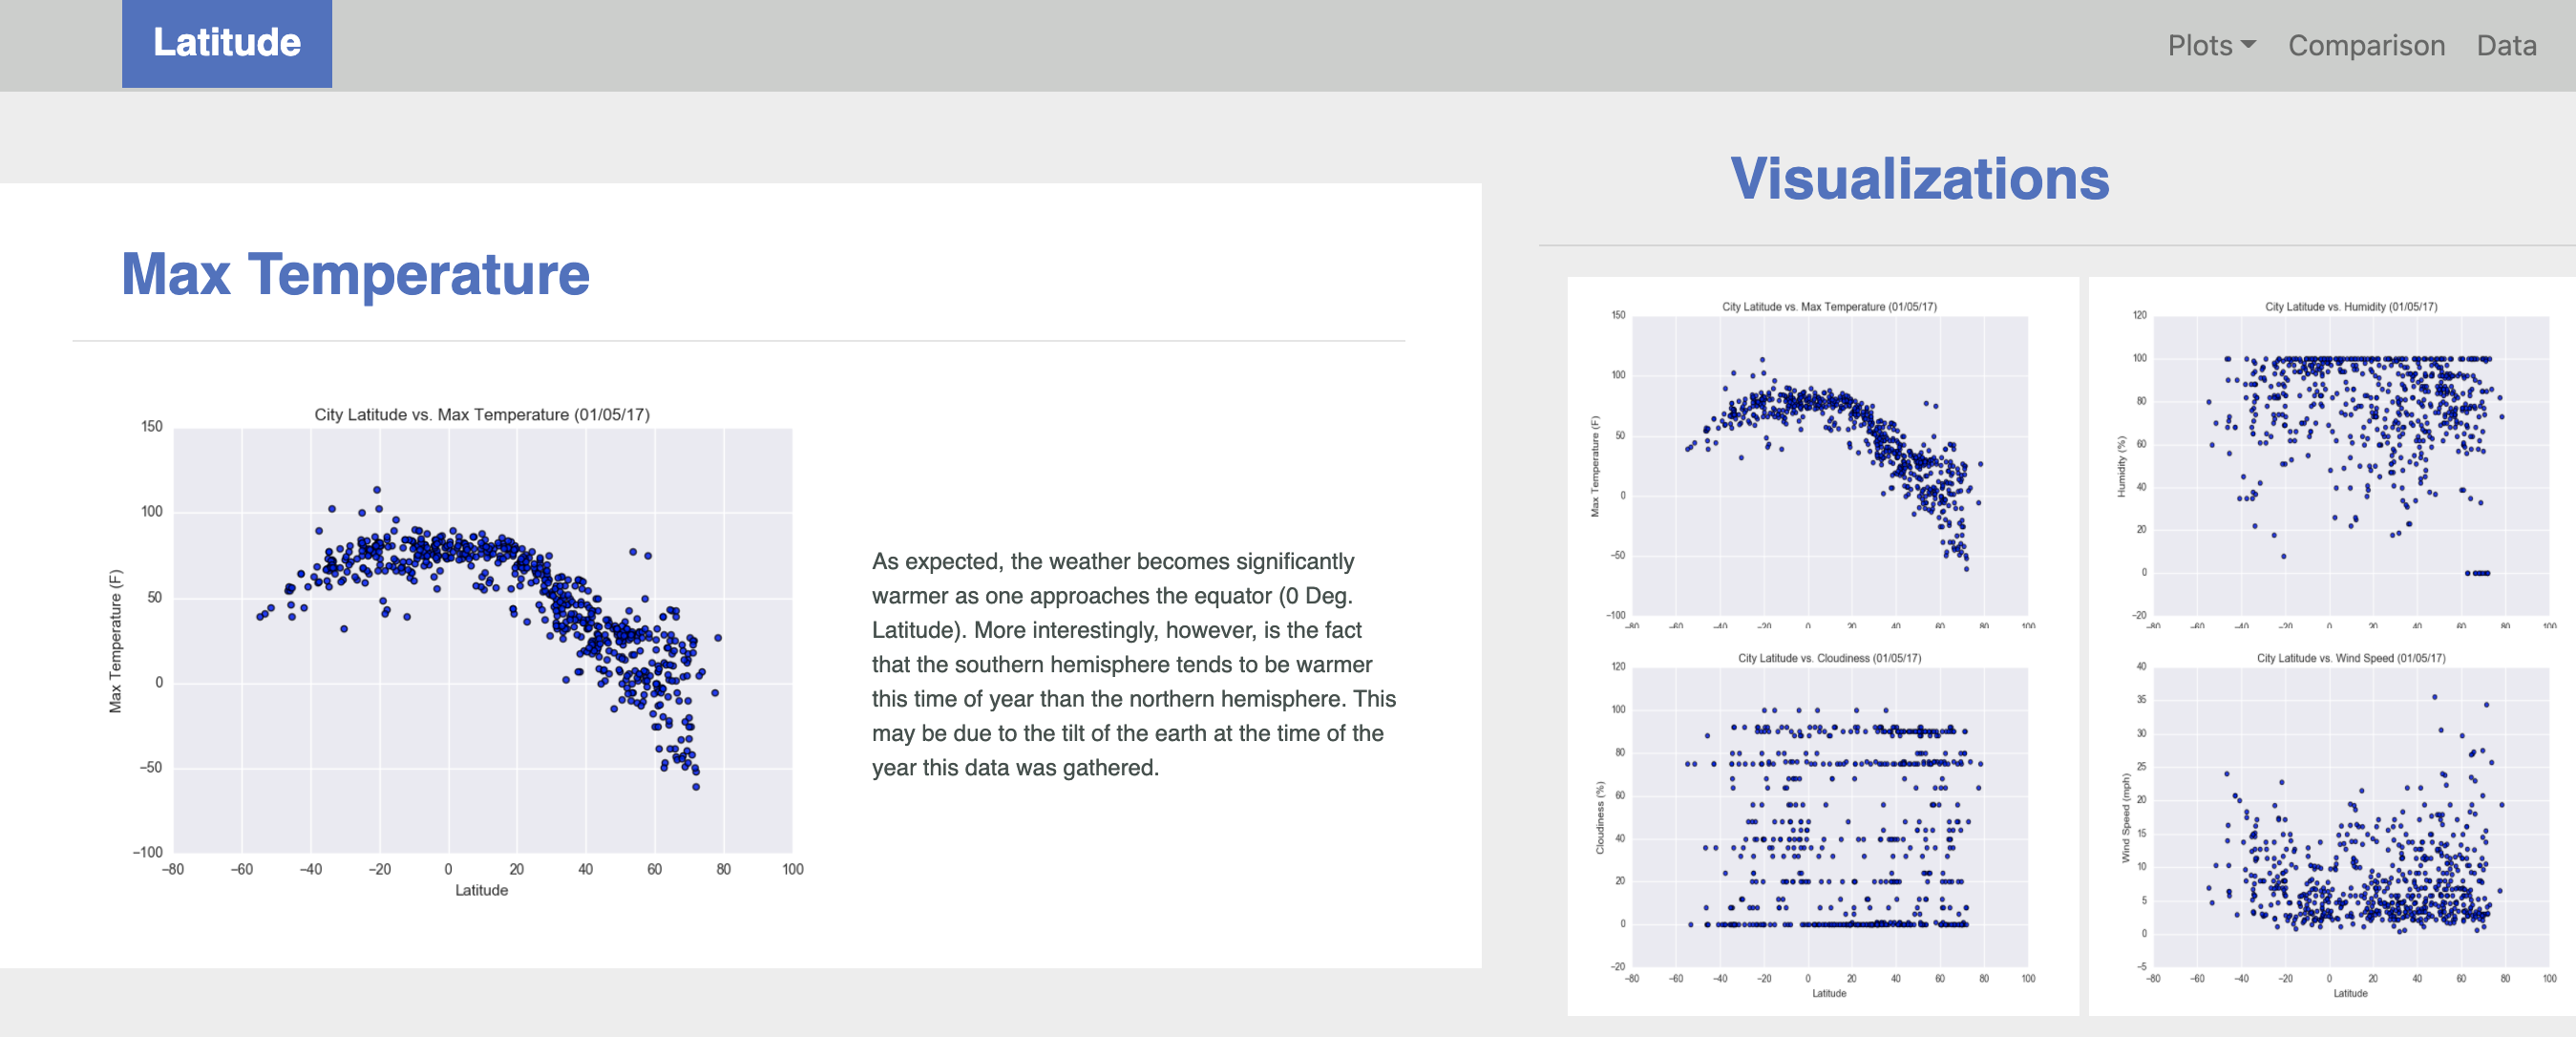 Latitude
Plots
Comparison
Data
Max Temperature
City Latitude vs. Max Temperature (01/05/17)
150
100
50
0
−50
−100
Max Temperature (F)
−80 −60 −40 −20 0 20 40 60 80 100
Latitude
As expected, the weather becomes significantly
warmer as one approaches the equator (0 Deg.
Latitude). More interestingly, however, is the fact
that the southern hemisphere tends to be warmer
this time of year than the northern hemisphere. This
may be due to the tilt of the earth at the time of the
year this data was gathered.
Visualizations
City Latitude vs. Max Temperature (01/05/17)
150
100
50
0
−50
−100
Max Temperature (F)
−80 −60 −40 −20 0 20 40 60 80 100
City Latitude vs. Humidity (01/05/17)
120
100
80
60
40
20
0
−20
Humidity (%)
−80 −60 −40 −20 0 20 40 60 80 100
City Latitude vs. Cloudiness (01/05/17)
120
100
80
60
40
20
0
−20
Cloudiness (%)
−80 −60 −40 −20 0 20 40 60 80 100
Latitude
City Latitude vs. Wind Speed (01/05/17)
40
35
30
25
20
15
10
5
0
−5
Wind Speed (mph)
−80 −60 −40 −20 0 20 40 60 80 100
Latitude